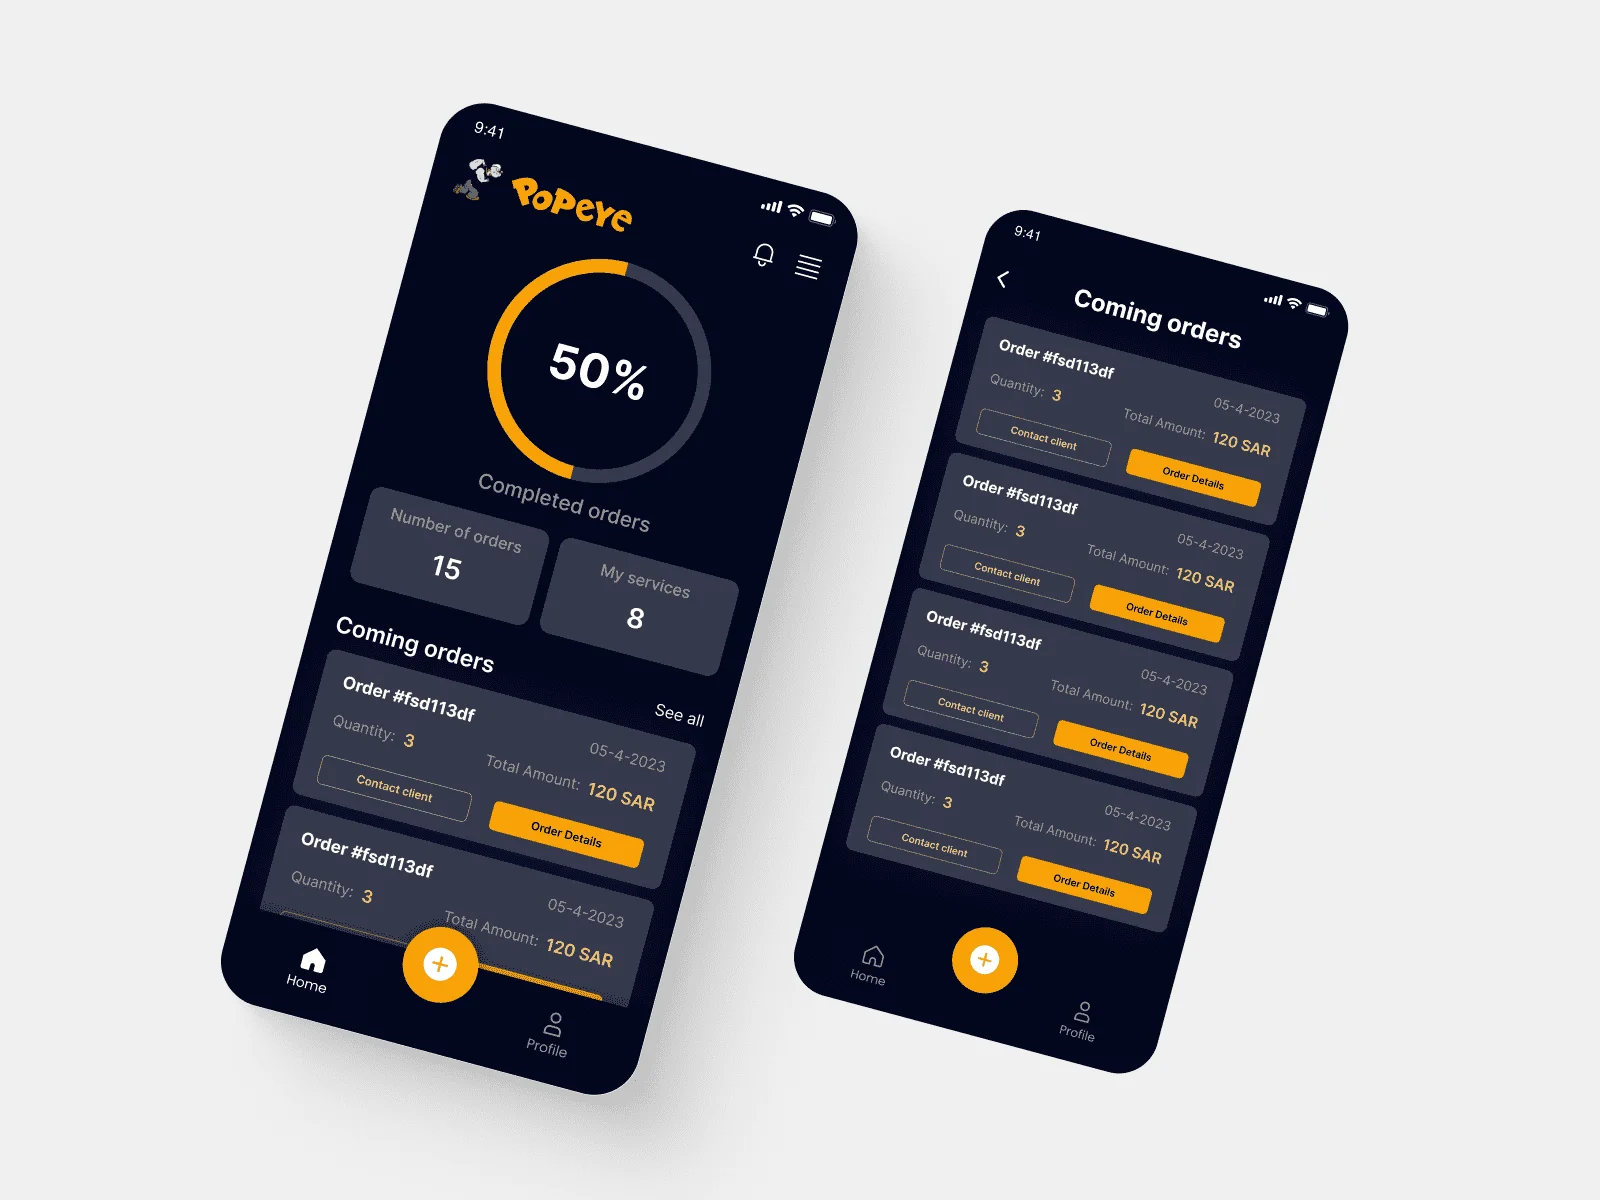 9:41
POPEYE
50%
Completed orders
Number of orders
15
My services
8
Coming orders
See all
Order #fsd113df
05-4-2023
Quantity: 3
Total Amount: 120 SAR
Contact client
Order Details
Order #fsd113df
05-4-2023
Quantity: 3
Total Amount: 120 SAR
Home
Profile
9:41
Coming orders
Order #fsd113df
05-4-2023
Quantity: 3
Total Amount: 120 SAR
Contact client
Order Details
Order #fsd113df
05-4-2023
Quantity: 3
Total Amount: 120 SAR
Contact client
Order Details
Order #fsd113df
05-4-2023
Quantity: 3
Total Amount: 120 SAR
Contact client
Order Details
Order #fsd113df
05-4-2023
Quantity: 3
Total Amount: 120 SAR
Contact client
Order Details
Home
Profile